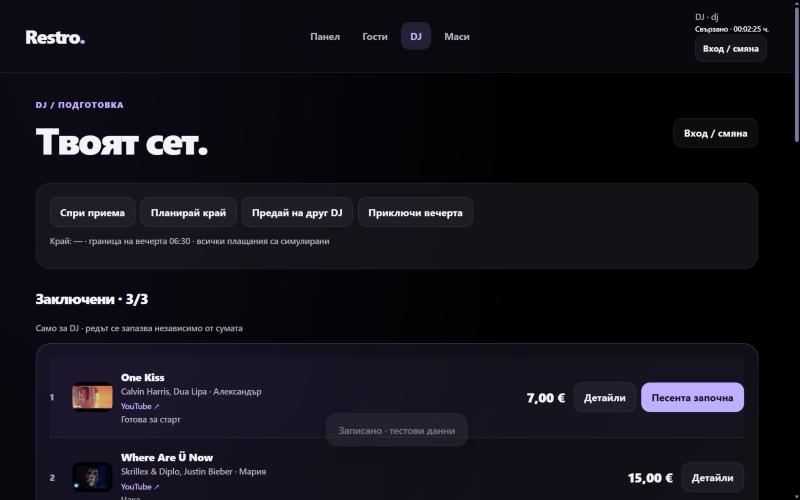 Restro.
Панел
Гости
DJ
Маси
DJ · dj
Свързано · 00:02:25 ч.
Вход / смяна
DJ / ПОДГОТОВКА
Твоят сет.
Вход / смяна
Спри приема
Планирай край
Предай на друг DJ
Приключи вечерта
Край: — · граница на вечерта 06:30 · всички плащания са симулирани
Заключени · 3/3
Само за DJ · редът се запазва независимо от сумата
1
One Kiss
Calvin Harris, Dua Lipa · Александър
YouTube ↗
Готова за старт
7,00 €
Детайли
Песента започна
Записано · тестови данни
2
Where Are Ü Now
Skrillex & Diplo, Justin Bieber · Мария
YouTube ↗
Чака
15,00 €
Детайли